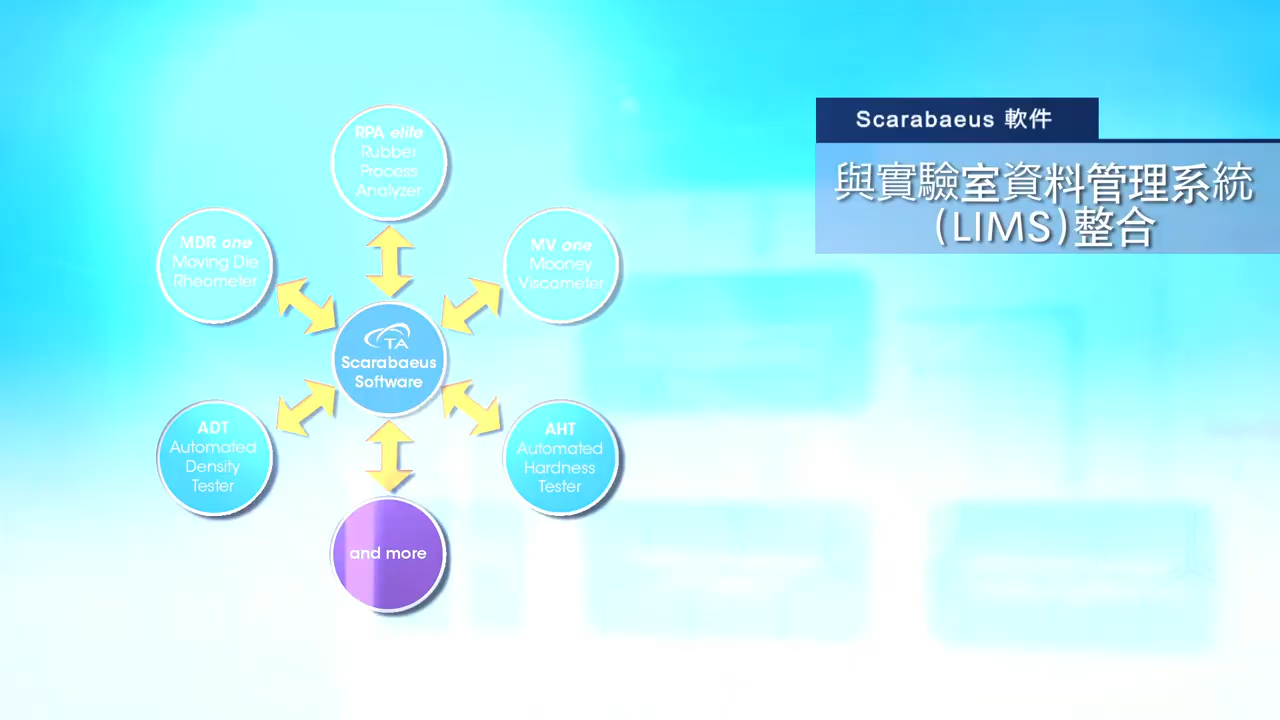 Scarabaeus 軟件
與實驗室資料管理系統
(LIMS)整合
RPA elite
Rubber
Process
Analyzer
MDR one
Moving Die
Rheometer
MV one
Mooney
Viscometer
TA
Scarabaeus
Software
ADT
Automated
Density
Tester
AHT
Automated
Hardness
Tester
and more